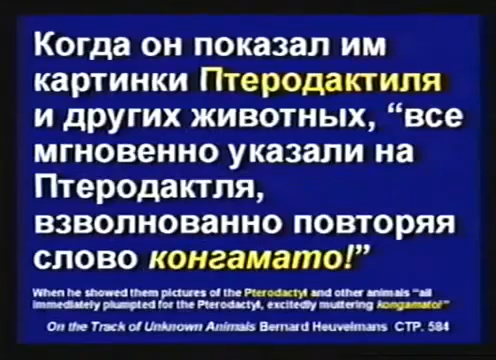 Когда он показал им
картинки Птеродактиля
и других животных, “все
мгновенно указали на
Птеродактля,
взволнованно повторяя
слово конгамато!”
When he showed them pictures of the Pterodactyl and other animals “all
immediately plumped for the Pterodactyl, excitedly muttering kongamato!”
On the Track of Unknown Animals Bernard Heuvelmans СТР. 584